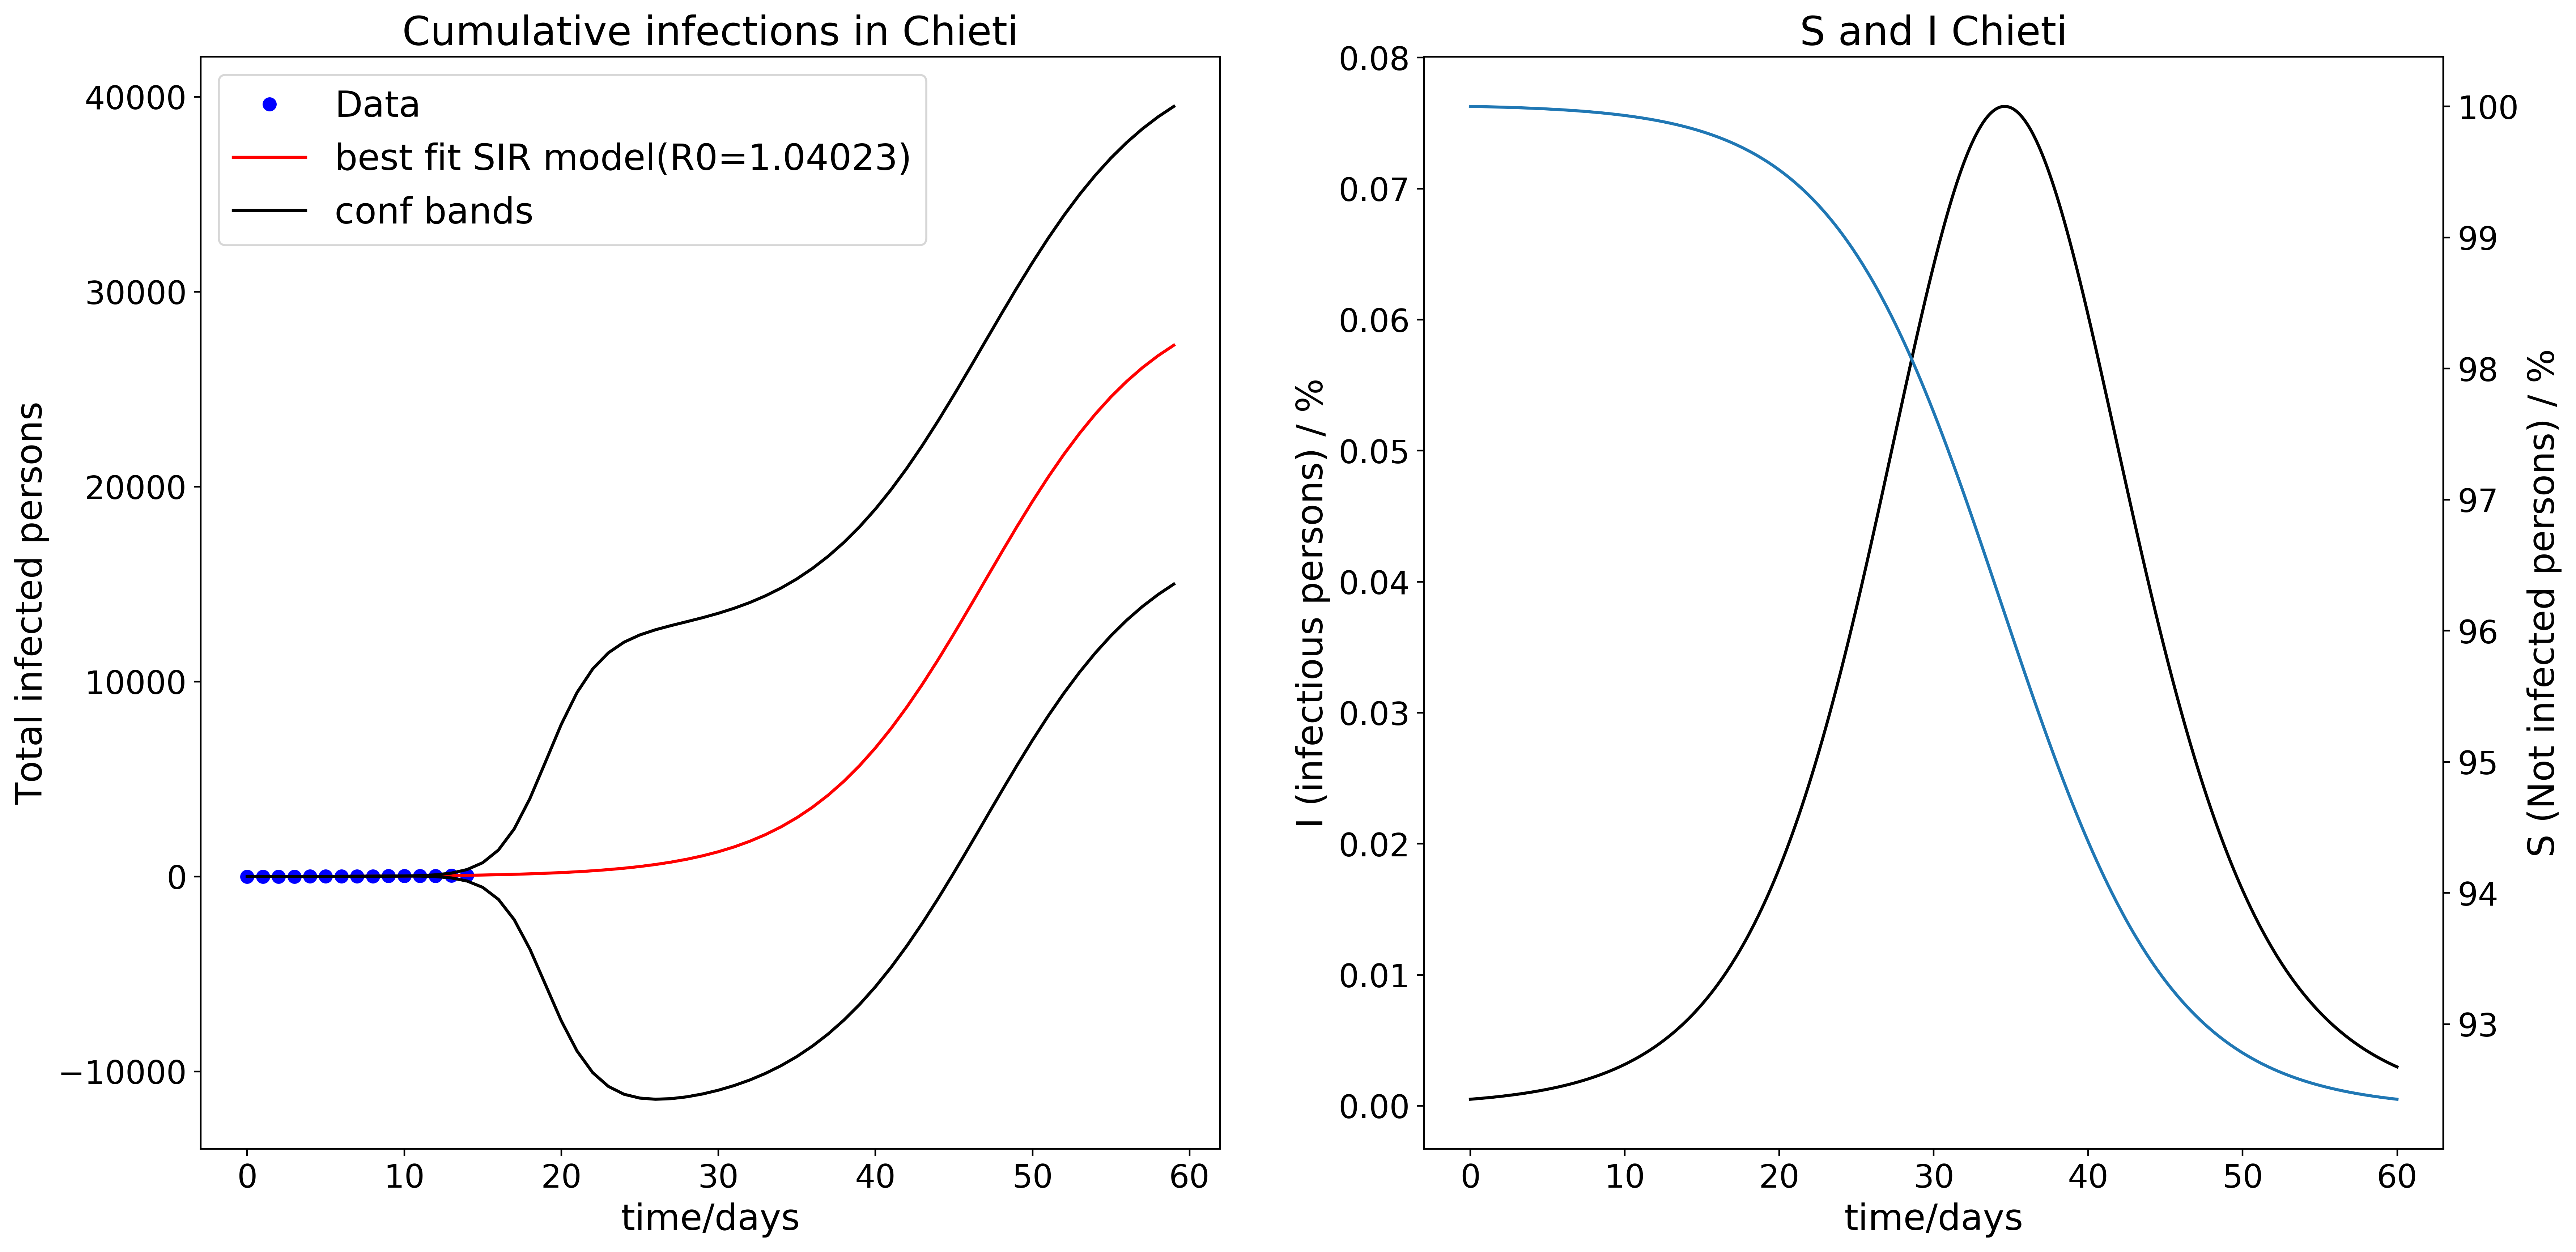 Cumulative infections in Chieti
Data
best fit SIR model(R0=1.04023)
conf bands
Total infected persons
40000
30000
20000
10000
0
−10000
0 10 20 30 40 50 60
time/days
S and I Chieti
I (infectious persons) / %
0.08
0.07
0.06
0.05
0.04
0.03
0.02
0.01
0.00
0 10 20 30 40 50 60
time/days
100
99
98
97
96
95
94
93
S (Not infected persons) / %